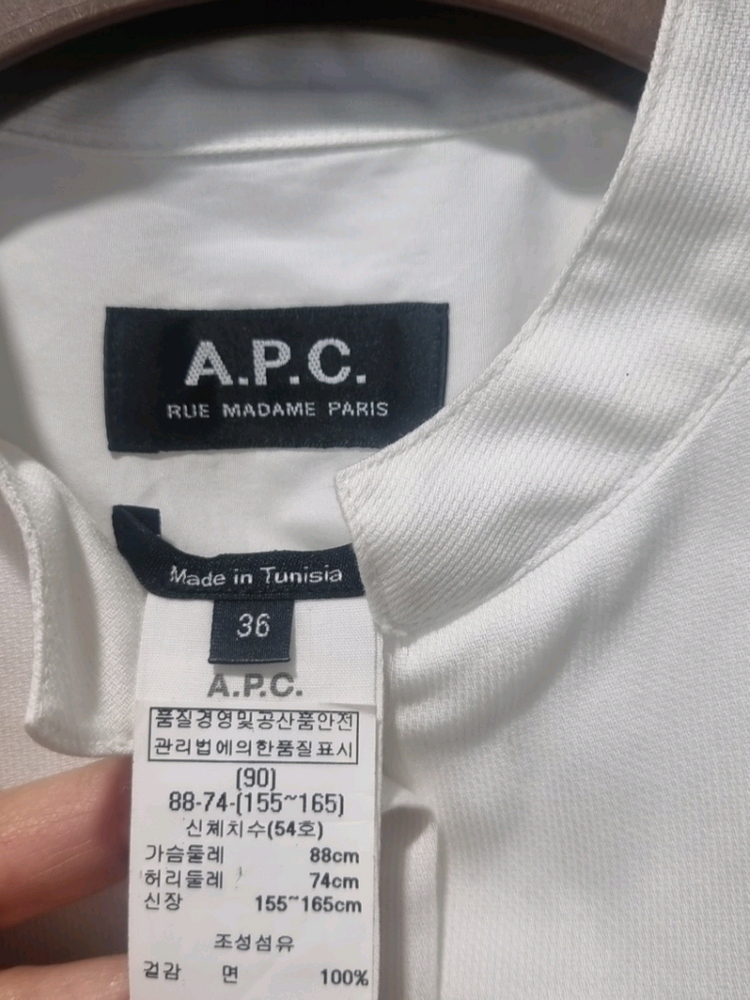 A.P.C.
RUE MADAME PARIS
Made in Tunisia
36
A.P.C.
품질경영및공산품안전
관리법에의한품질표시
(90)
88-74-(155~165)
신체치수(54호)
가슴둘레 88cm
허리둘레 74cm
신장 155~165cm
조성섬유
겉감 면 100%